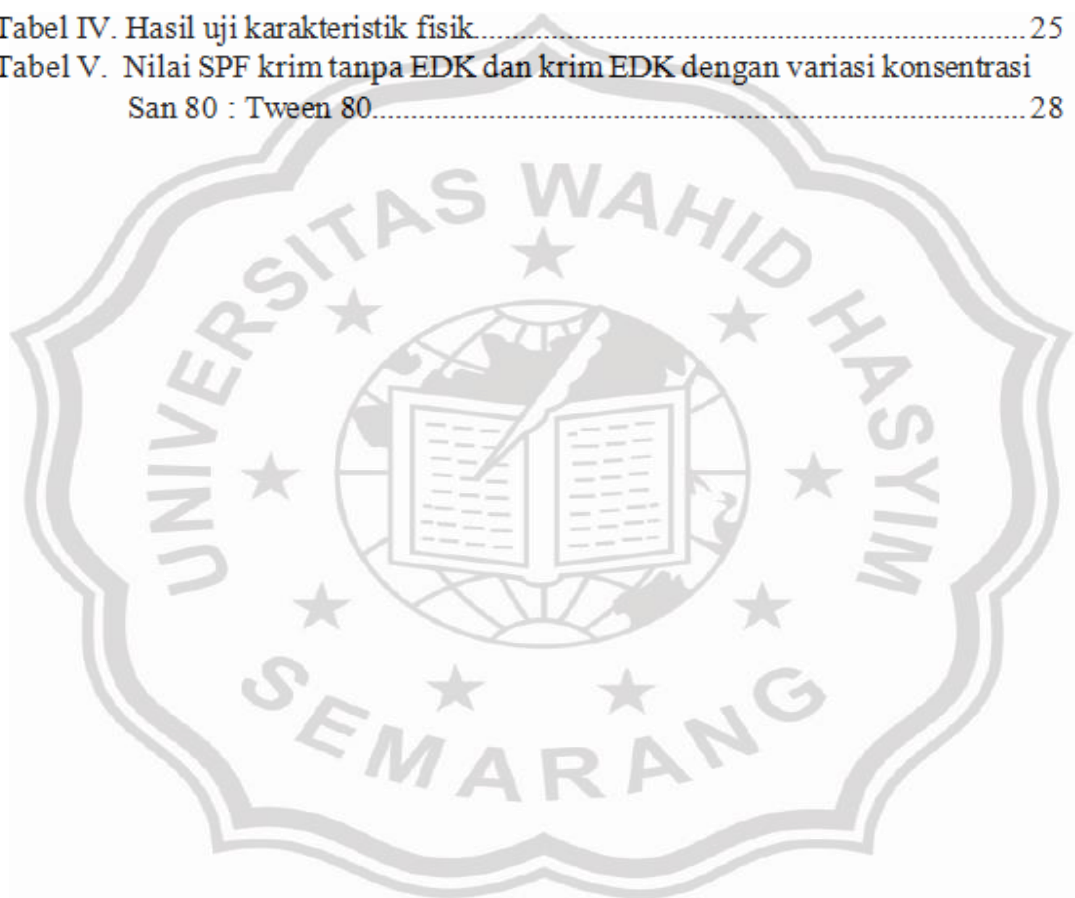 Tabel IV. Hasil uji karakteristik fisik.......................................................................... 25
Tabel V. Nilai SPF krim tanpa EDK dan krim EDK dengan variasi konsentrasi
San 80 : Tween 80....................................................................................... 28
UNIVERSITAS WAHID HASYIM
SEMARANG